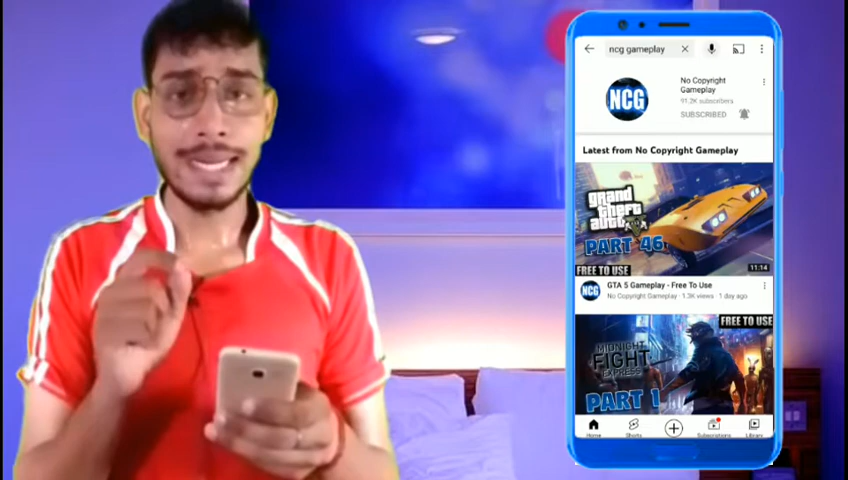 ncg gameplay
NCG
No Copyright
Gameplay
91.2K subscribers
SUBSCRIBED
Latest from No Copyright Gameplay
grand
theft
auto
V
PART 46
FREE TO USE
11:14
NCG
GTA 5 Gameplay - Free To Use
No Copyright Gameplay · 1.3K views · 1 day ago
FREE TO USE
MIDNIGHT
FIGHT
EXPRESS
PART 1
Home
Shorts
Subscriptions
Library